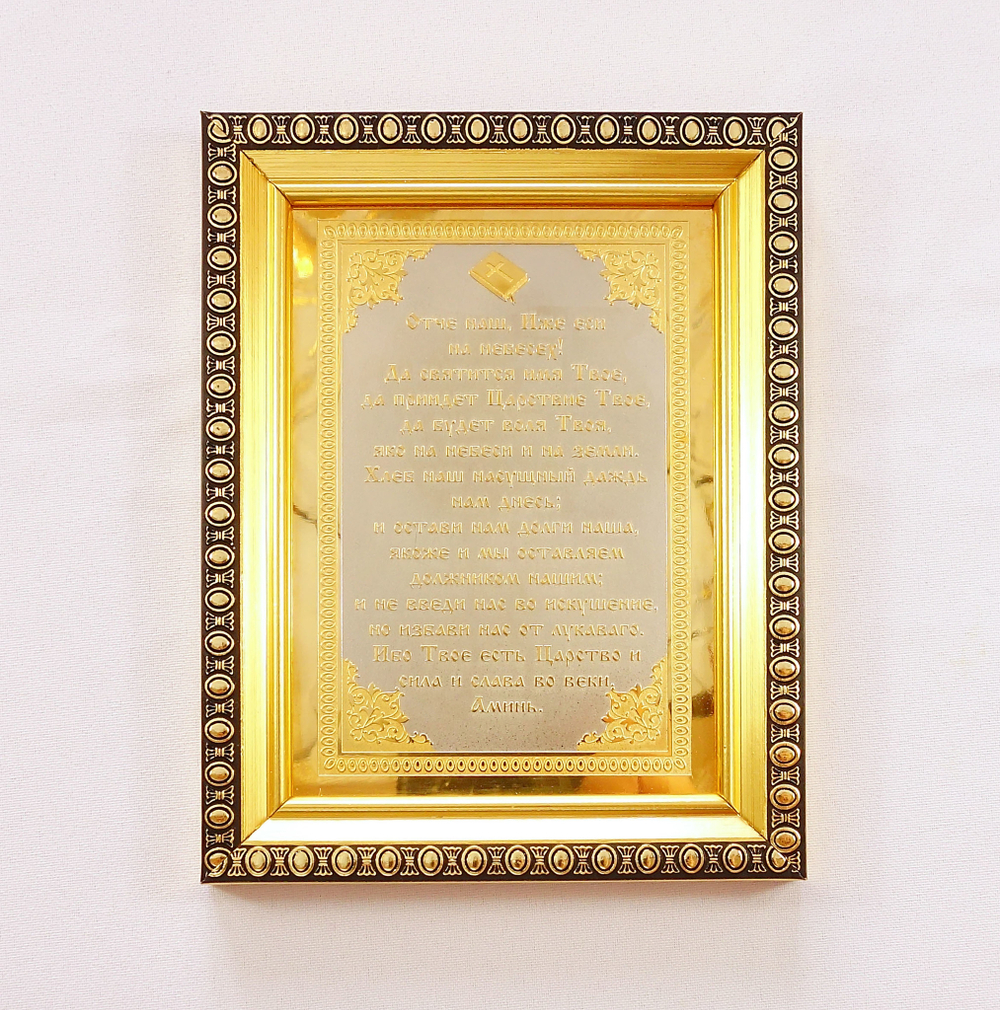 Отче наш, Иже еси
на небесех!
Да святится имя Твое,
да приидет Царствие Твое,
да будет воля Твоя,
яко на небеси и на земли.
Хлеб наш насущный даждь
нам днесь;
и остави нам долги наша,
якоже и мы оставляем
должником нашим;
и не введи нас во искушение,
но избави нас от лукаваго.
Ибо Твое есть Царство и
сила и слава во веки.
Аминь.